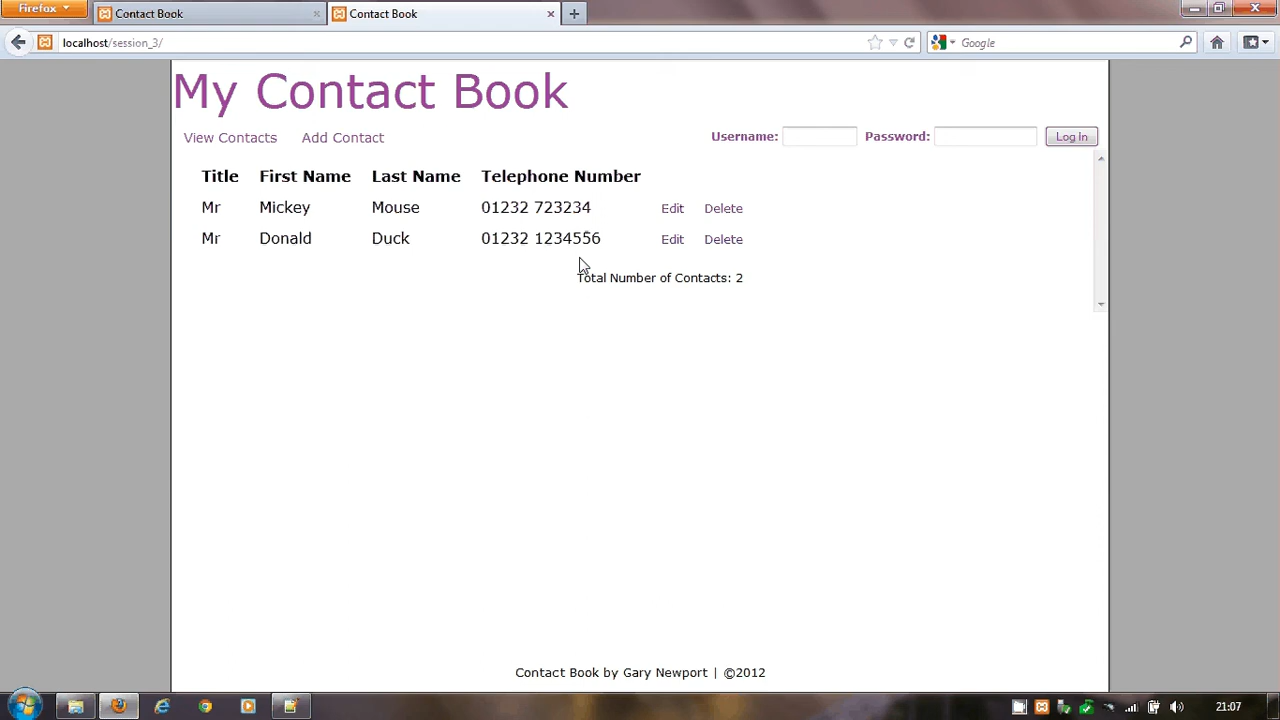 Firefox
Contact Book
Contact Book
localhost/session_3/
Google
My Contact Book
View Contacts Add Contact Username: Password: Log In
Title First Name Last Name Telephone Number
Mr Mickey Mouse 01232 723234 Edit Delete
Mr Donald Duck 01232 1234556 Edit Delete
Total Number of Contacts: 2
Contact Book by Gary Newport | ©2012
21:07